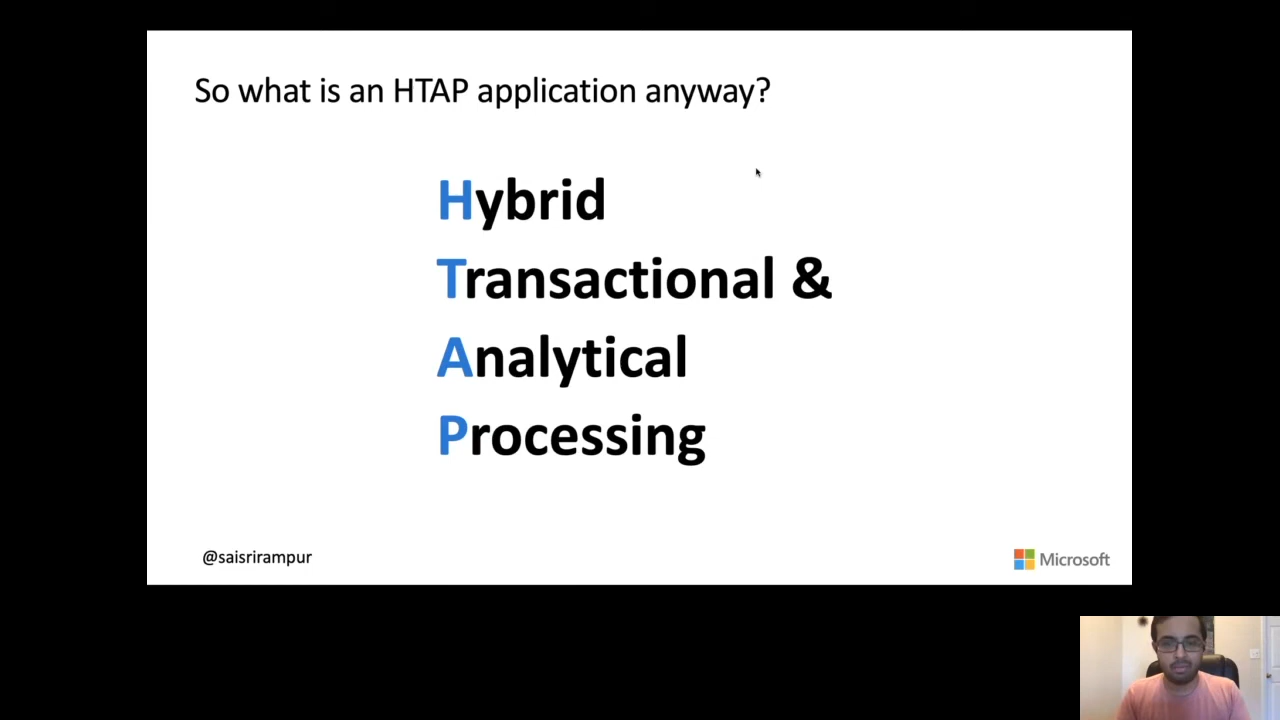 So what is an HTAP application anyway?
Hybrid
Transactional &
Analytical
Processing
@saisrirampur
Microsoft